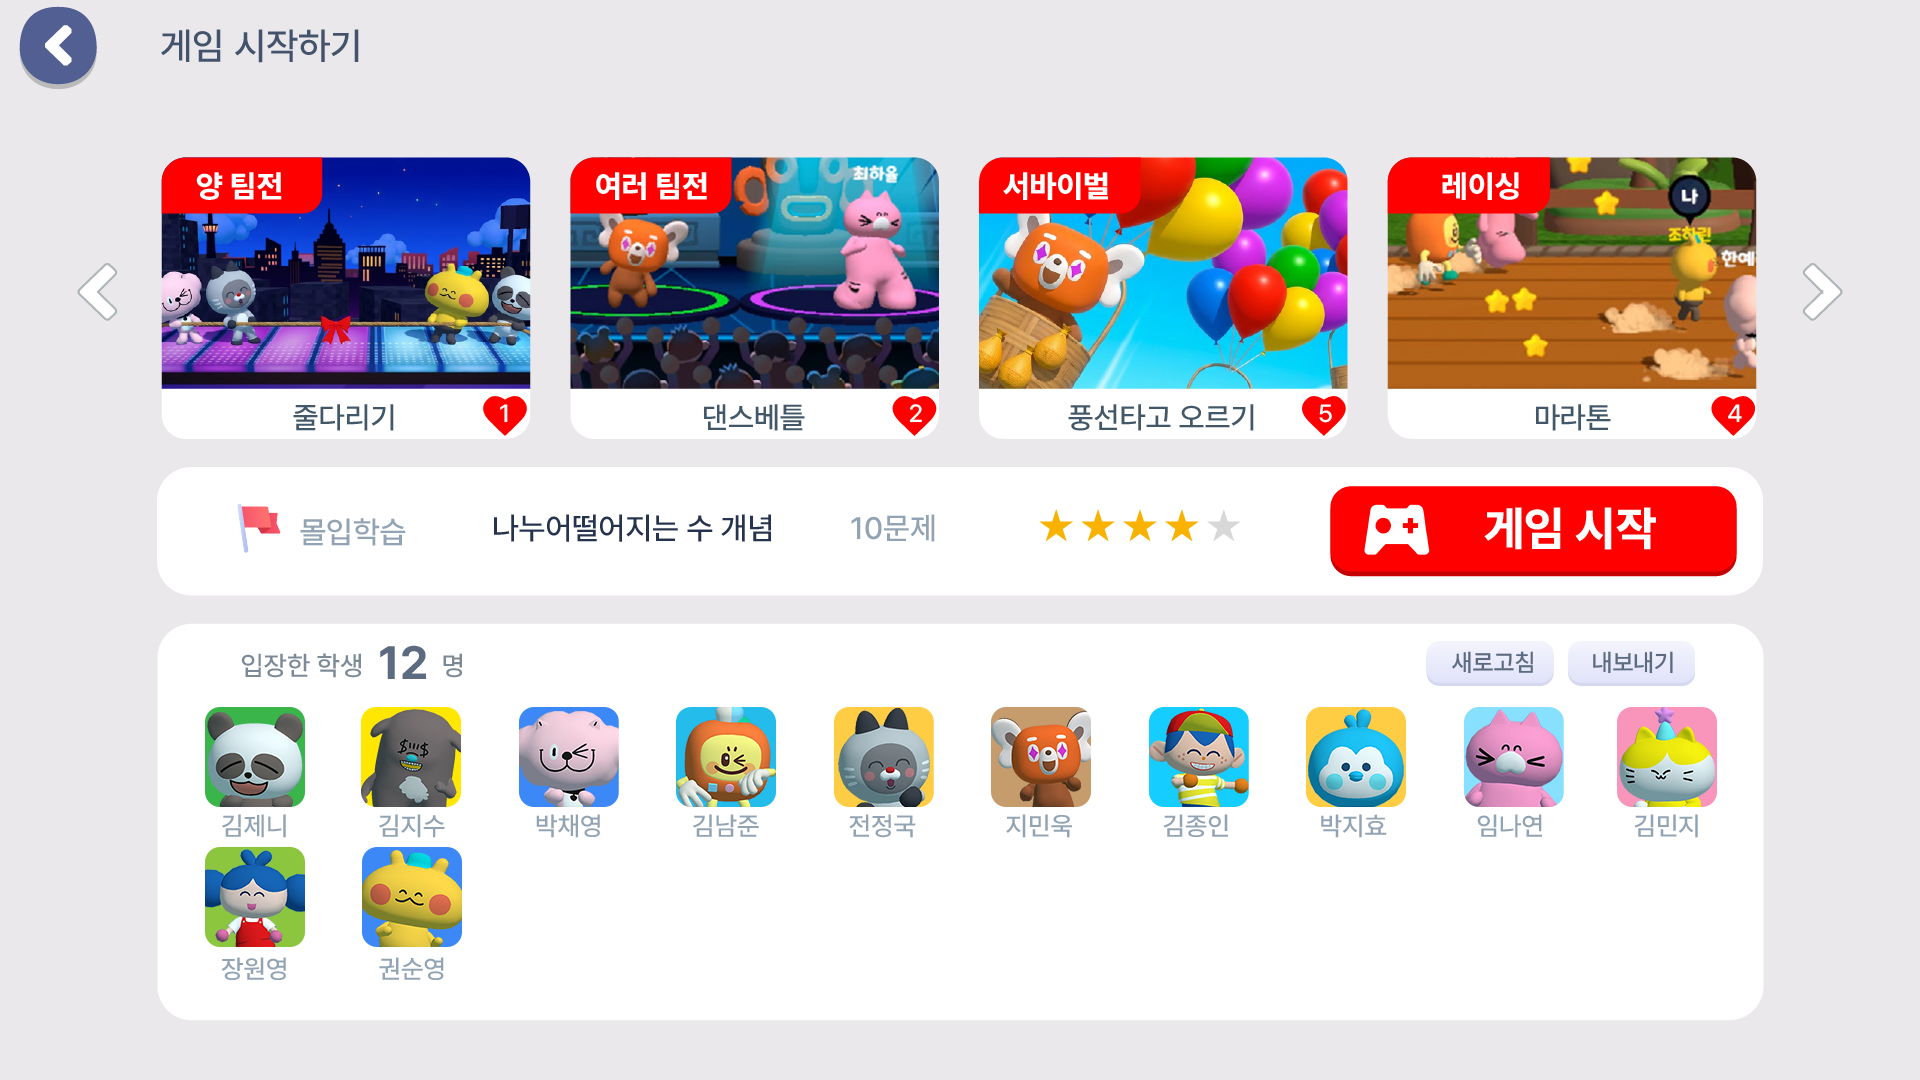 게임 시작하기
양 팀전
여러 팀전
최하율
서바이벌
레이싱
나
조하린
한예
줄다리기
1
댄스베틀
2
풍선타고 오르기
5
마라톤
4
몰입학습
나누어떨어지는 수 개념
10문제
게임 시작
입장한 학생 12 명
새로고침
내보내기
$!!!$
김제니
김지수
박채영
김남준
전정국
지민욱
김종인
박지효
임나연
김민지
장원영
권순영